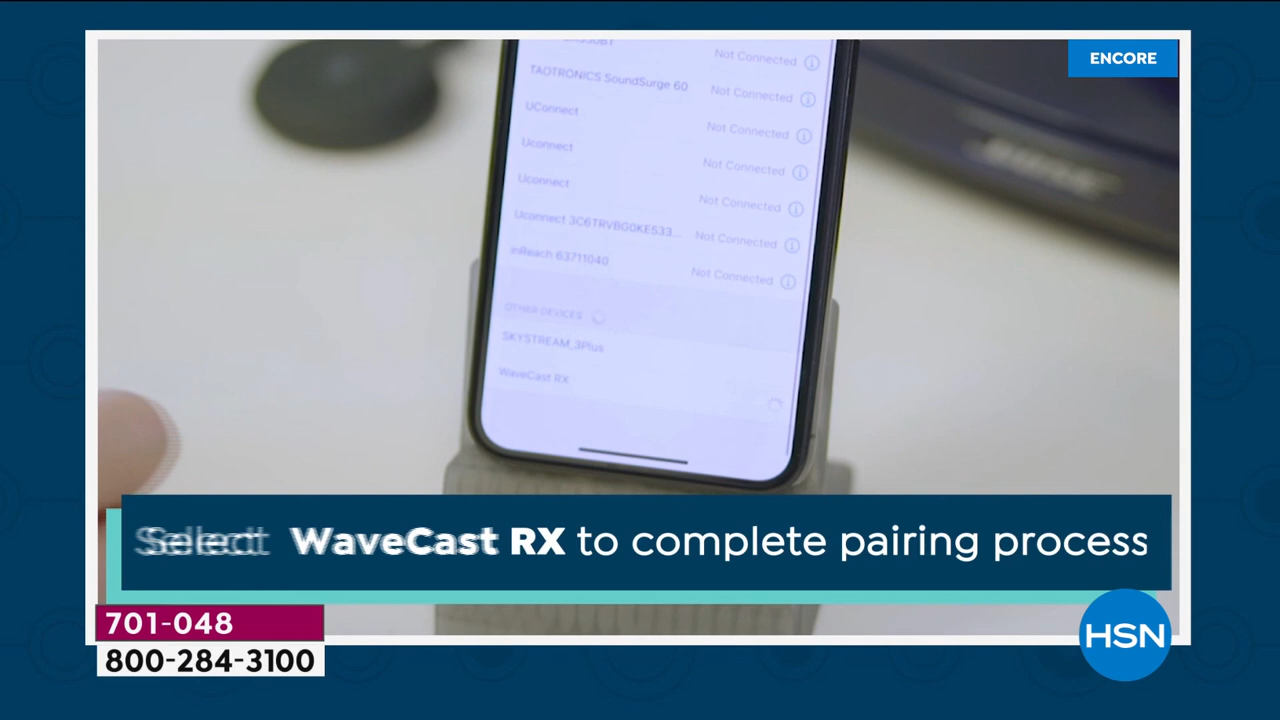 ENCORE
Not Connected
TAOTRONICS SoundSurge 60 Not Connected
UConnect Not Connected
Uconnect Not Connected
Uconnect Not Connected
Uconnect 3C6TRVBG0KE533... Not Connected
inReach 63711040 Not Connected
OTHER DEVICES
SKYSTREAM_3Plus
WaveCast RX
Select WaveCast RX to complete pairing process
701-048
800-284-3100
HSN